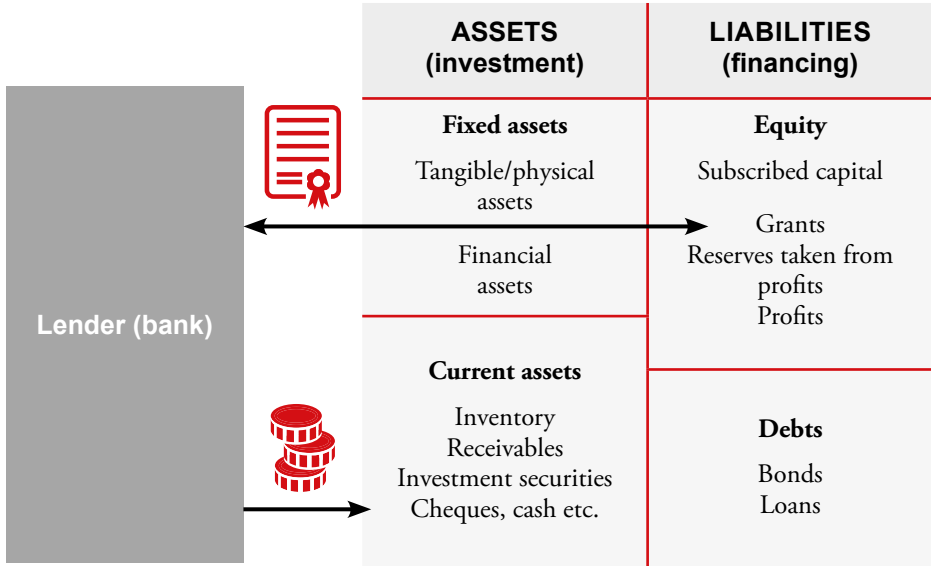 Lender (bank)
ASSETS
(investment)
Fixed assets
Tangible/physical
assets
Financial
assets
Current assets
Inventory
Receivables
Investment securities
Cheques, cash etc.
LIABILITIES
(financing)
Equity
Subscribed capital
Grants
Reserves taken from
profits
Profits
Debts
Bonds
Loans